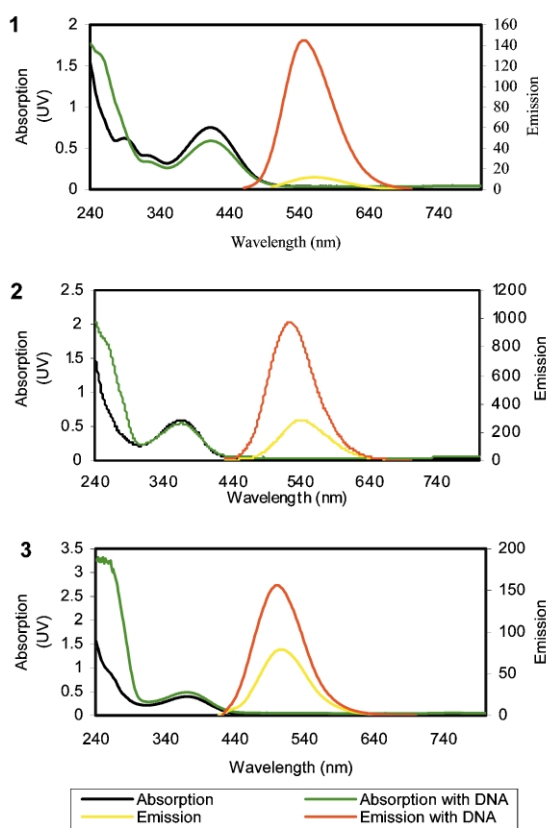 1
2
1.5
1
0.5
0
Absorption
(UV)
160
140
120
100
80
60
40
20
0
Emission
240 340 440 540 640 740
Wavelength (nm)
2
2.5
2
1.5
1
0.5
0
Absorption
(UV)
1200
1000
800
600
400
200
0
Emission
240 340 440 540 640 740
Wavelength (nm)
3
3.5
3
2.5
2
1.5
1
0.5
0
Absorption
(UV)
200
150
100
50
0
Emission
240 340 440 540 640 740
Wavelength (nm)
Absorption Absorption with DNA
Emission Emission with DNA